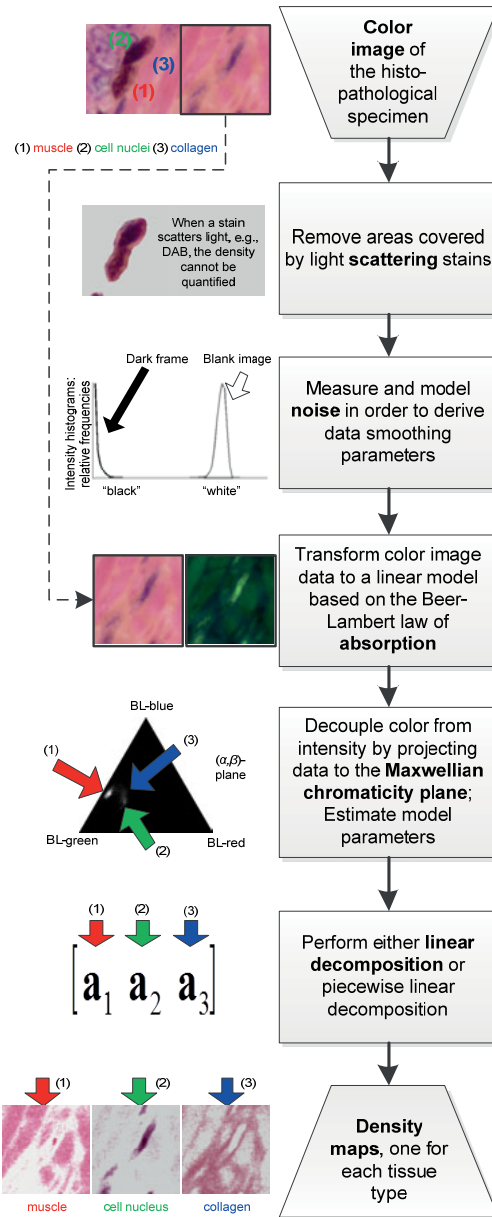 (2)
(3)
(1)
Color
image of
the histo-
pathological
specimen
(1) muscle (2) cell nuclei (3) collagen
When a stain
scatters light, e.g.,
DAB, the density
cannot be
quantified
Remove areas covered
by light scattering stains
Dark frame
Blank image
Intensity histograms:
relative frequencies
"black"
"white"
Measure and model
noise in order to derive
data smoothing
parameters
Transform color image
data to a linear model
based on the Beer-
Lambert law of
absorption
BL-blue
(1)
(3)
(α,β)-
plane
BL-green
BL-red
(2)
Decouple color from
intensity by projecting
data to the Maxwellian
chromaticity plane;
Estimate model
parameters
(1)
(2)
(3)
[a1 a2 a3]
Perform either linear
decomposition or
piecewise linear
decomposition
(1)
(2)
(3)
muscle
cell nucleus
collagen
Density
maps, one for
each tissue
type